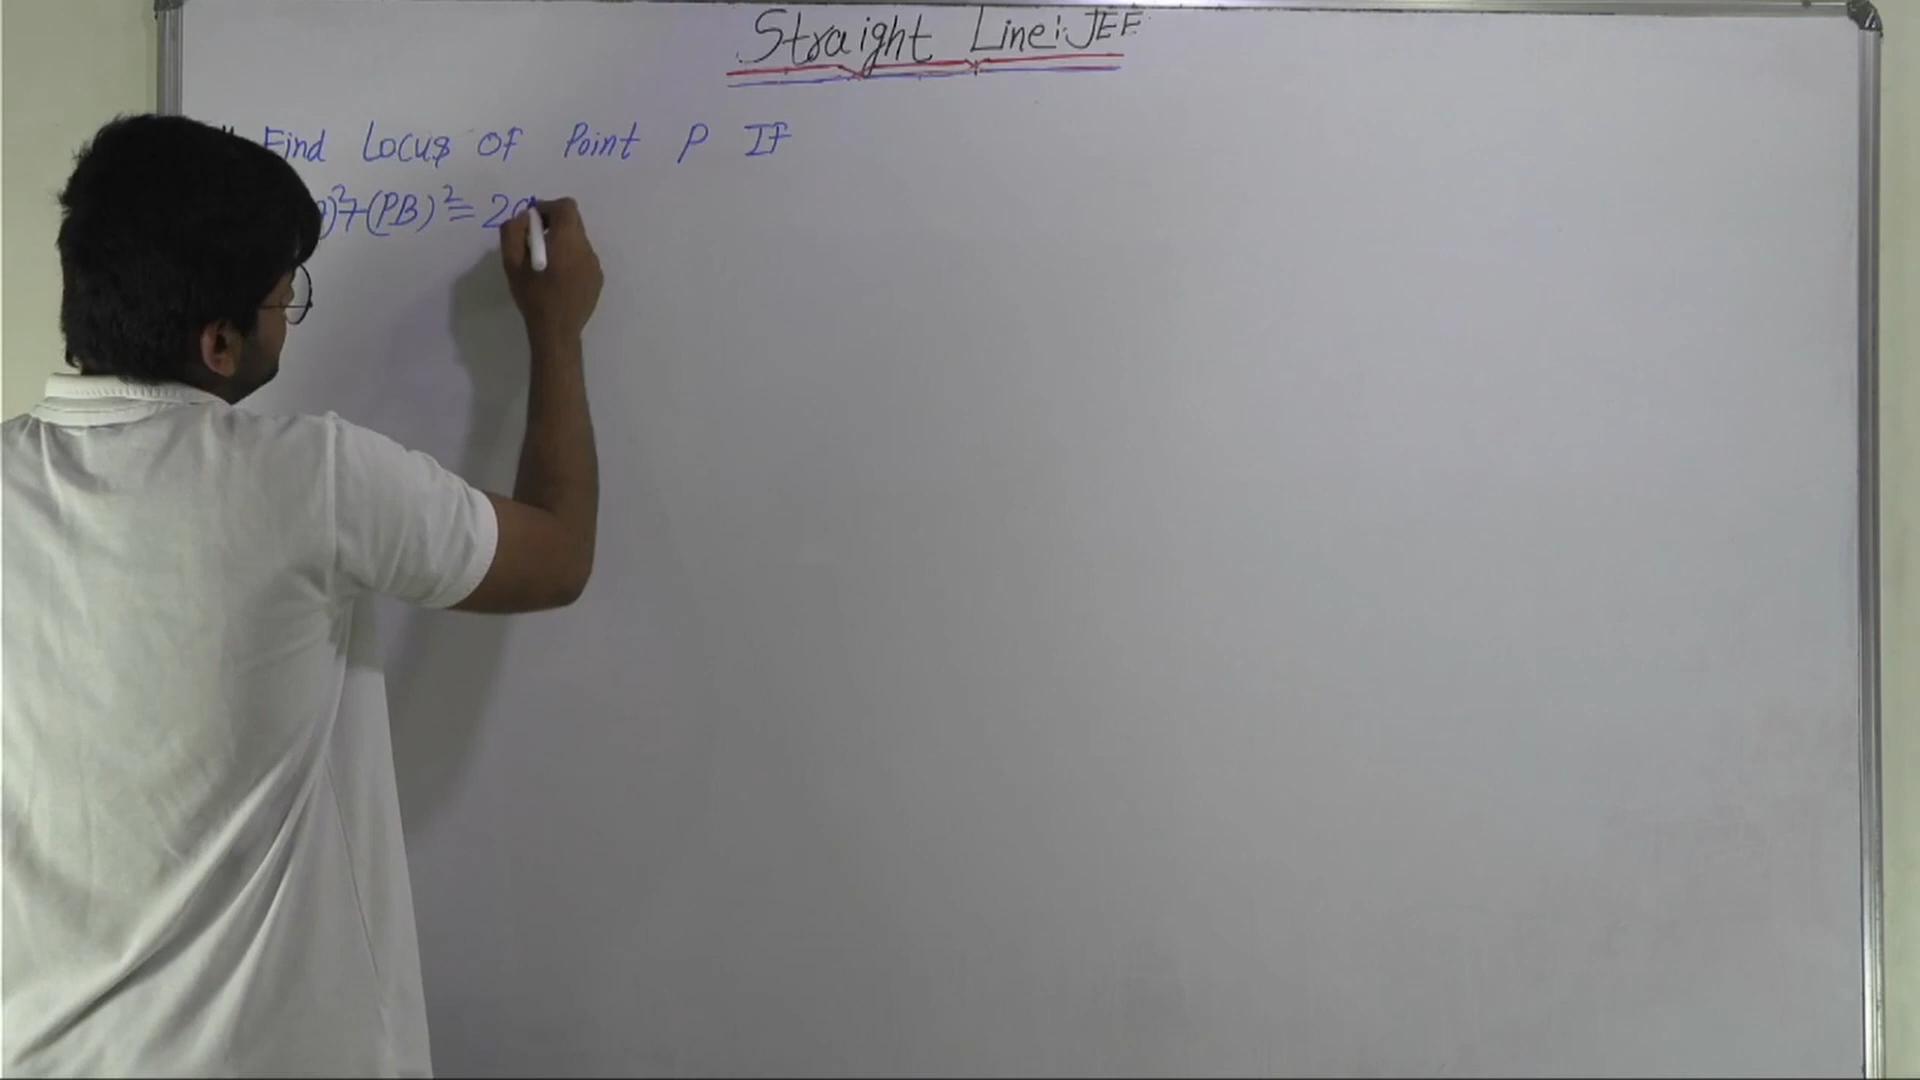 Straight Line: JEE
Find Locus Of Point P If
)²+(PB)²= 2